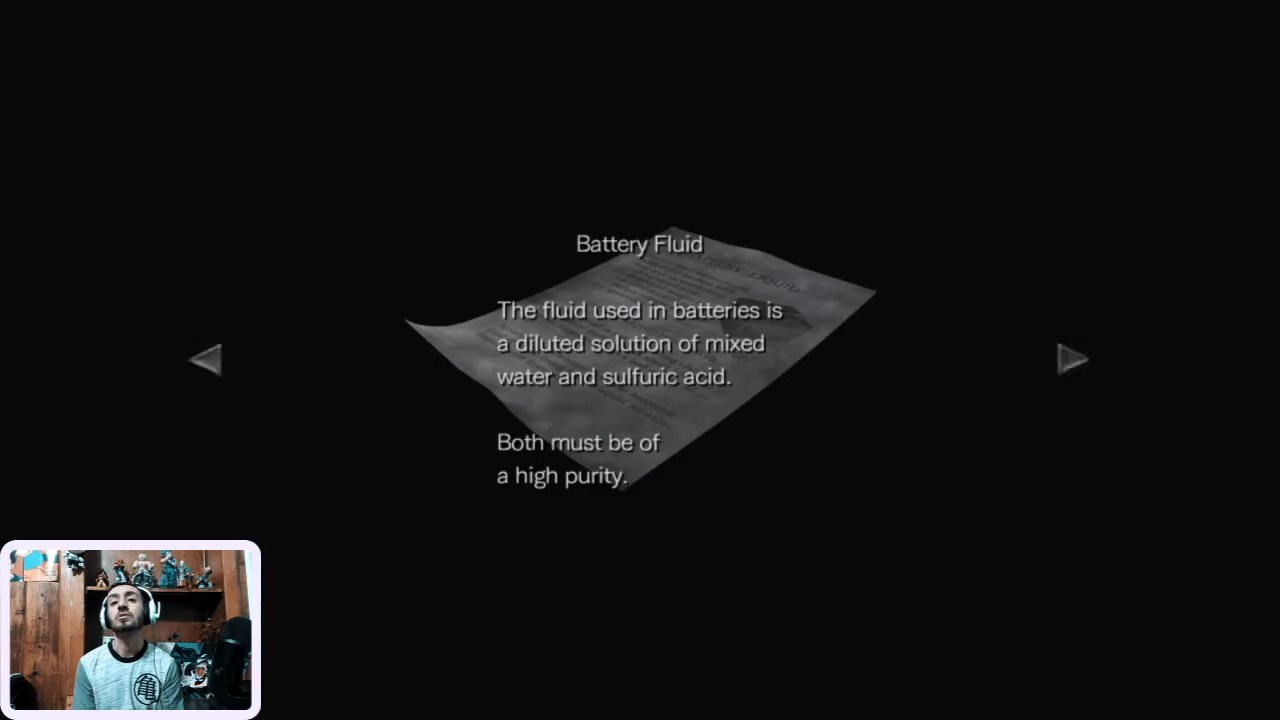 Battery Fluid
The fluid used in batteries is
a diluted solution of mixed
water and sulfuric acid.
Both must be of
a high purity.
亀